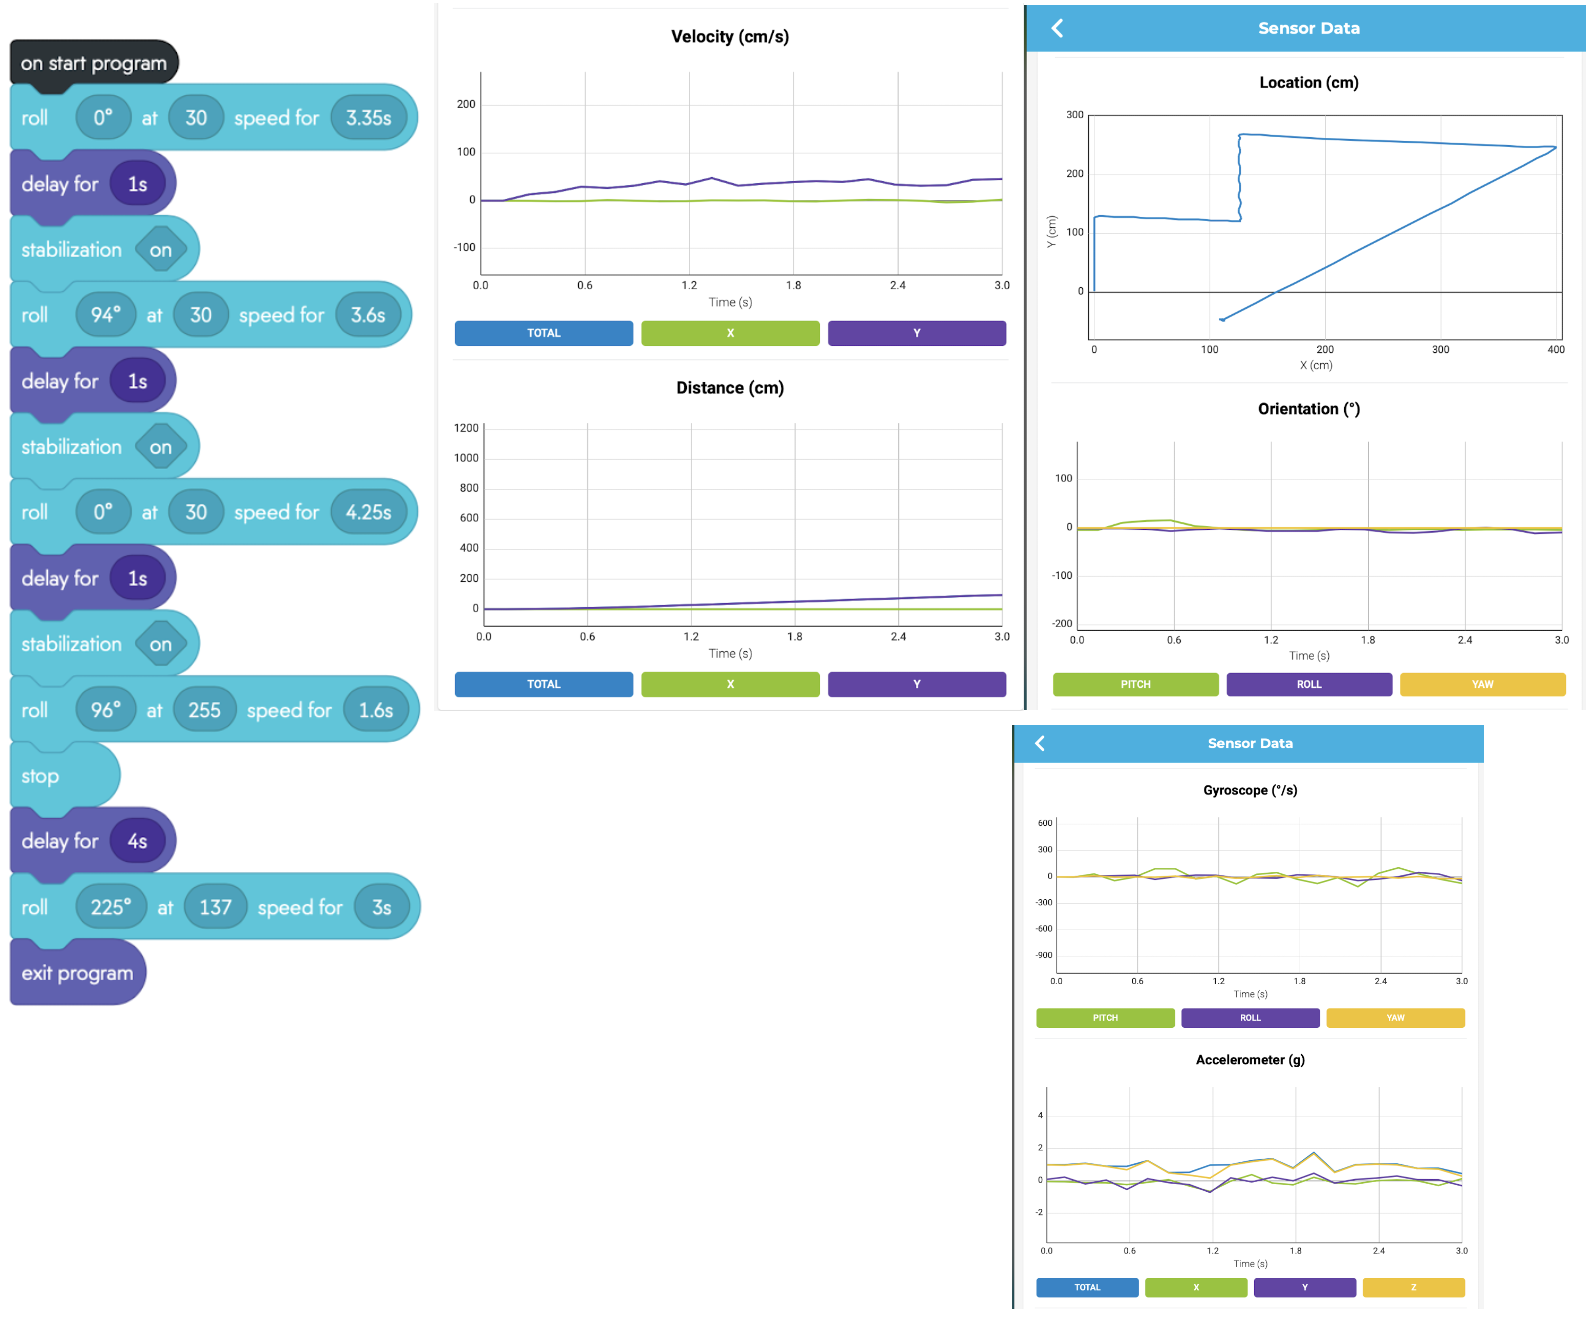 on start program
roll 0° at 30 speed for 3.35s
delay for 1s
stabilization on
roll 94° at 30 speed for 3.6s
delay for 1s
stabilization on
roll 0° at 30 speed for 4.25s
delay for 1s
stabilization on
roll 96° at 255 speed for 1.6s
stop
delay for 4s
roll 225° at 137 speed for 3s
exit program
Velocity (cm/s)
200
100
0
-100
0.0 0.6 1.2 1.8 2.4 3.0
Time (s)
TOTAL X Y
Distance (cm)
1200
1000
800
600
400
200
0
0.0 0.6 1.2 1.8 2.4 3.0
Time (s)
TOTAL X Y
Sensor Data
Location (cm)
300
200
100
0
Y (cm)
0 100 200 300 400
X (cm)
Orientation (°)
100
0
-100
-200
0.0 0.6 1.2 1.8 2.4 3.0
Time (s)
PITCH ROLL YAW
Sensor Data
Gyroscope (°/s)
600
300
0
-300
-600
-900
0.0 0.6 1.2 1.8 2.4 3.0
Time (s)
PITCH ROLL YAW
Accelerometer (g)
4
2
0
-2
0.0 0.6 1.2 1.8 2.4 3.0
Time (s)
TOTAL X Y Z